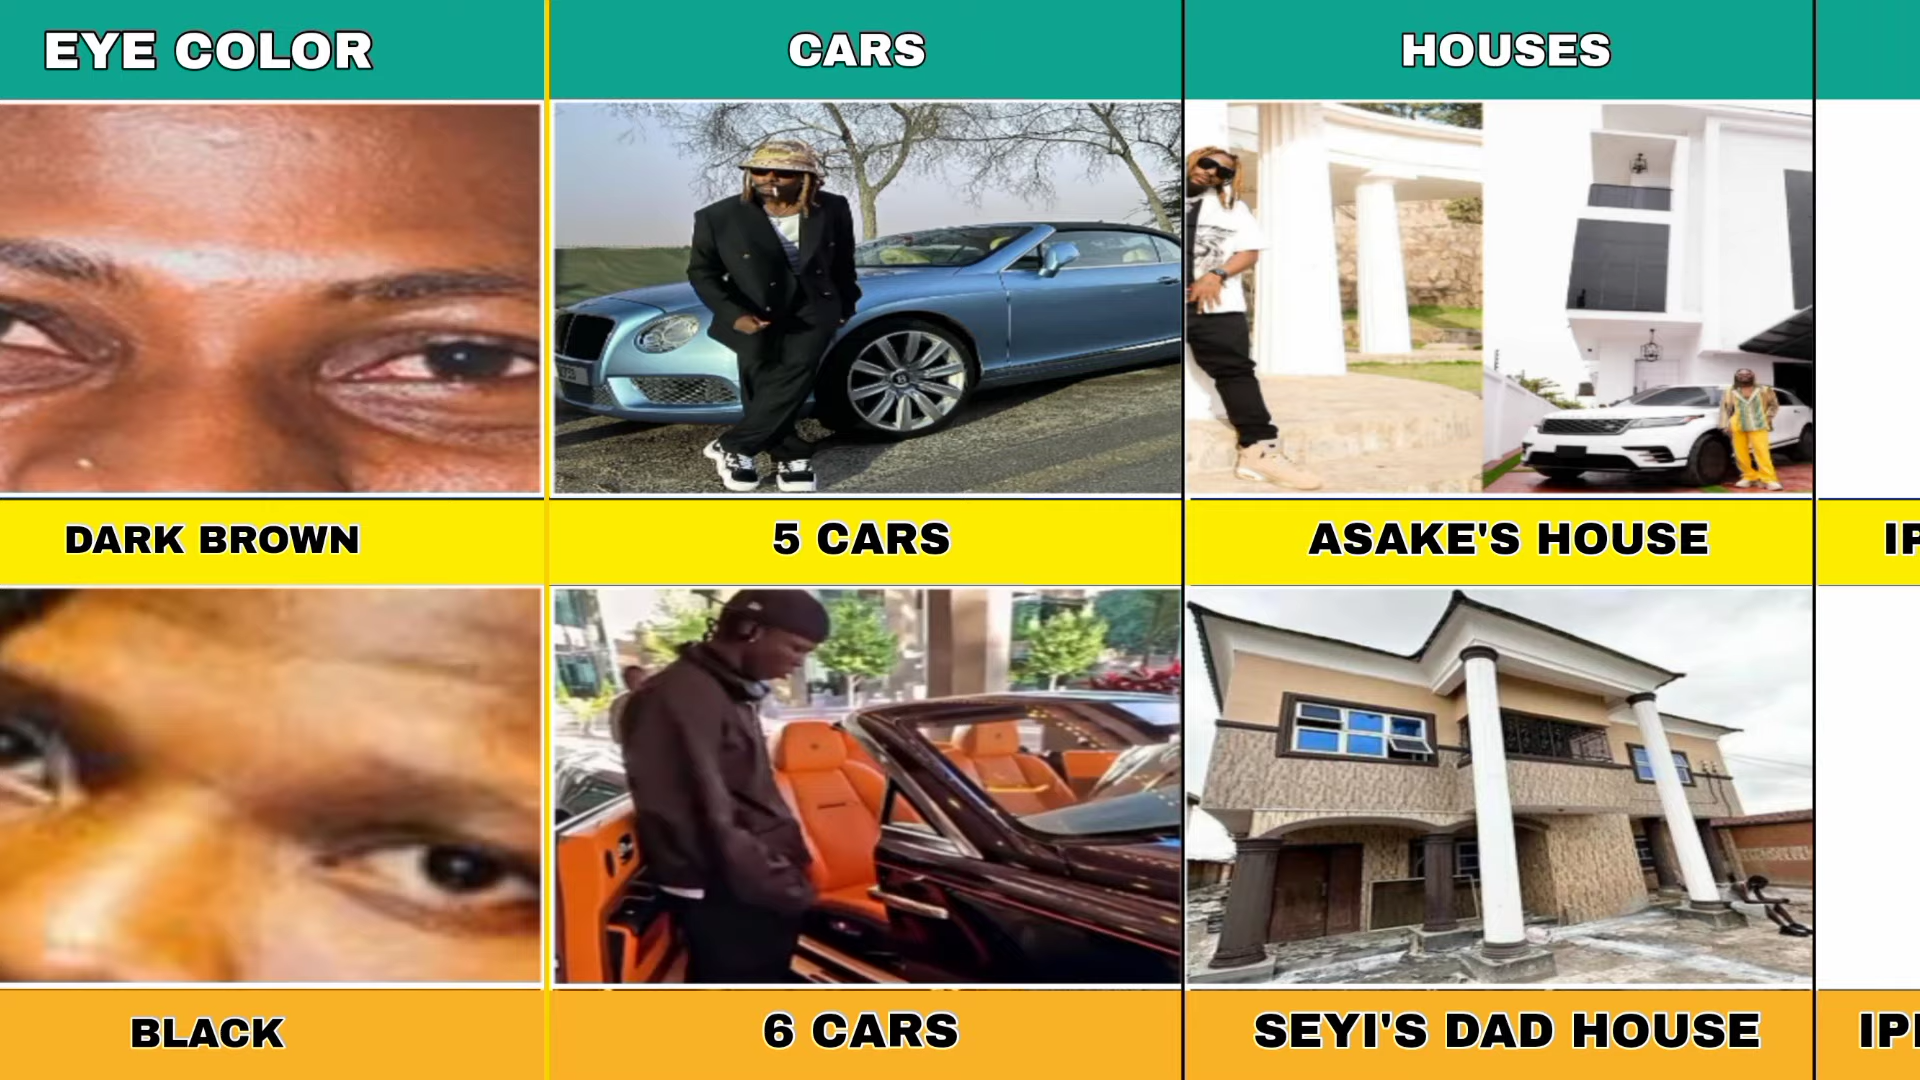 EYE COLOR
CARS
HOUSES
DARK BROWN
5 CARS
ASAKE'S HOUSE
BLACK
6 CARS
SEYI'S DAD HOUSE